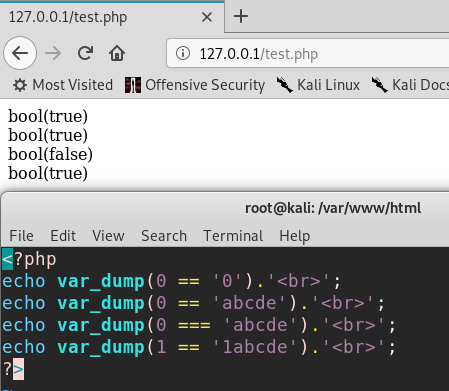 127.0.0.1/test.php
127.0.0.1/test.php
Most Visited Offensive Security Kali Linux Kali Docs
bool(true)
bool(true)
bool(false)
bool(true)
root@kali: /var/www/html
File Edit View Search Terminal Help
<?php
echo var_dump(0 == '0').'<br>';
echo var_dump(0 == 'abcde').'<br>';
echo var_dump(0 === 'abcde').'<br>';
echo var_dump(1 == '1abcde').'<br>';
?>